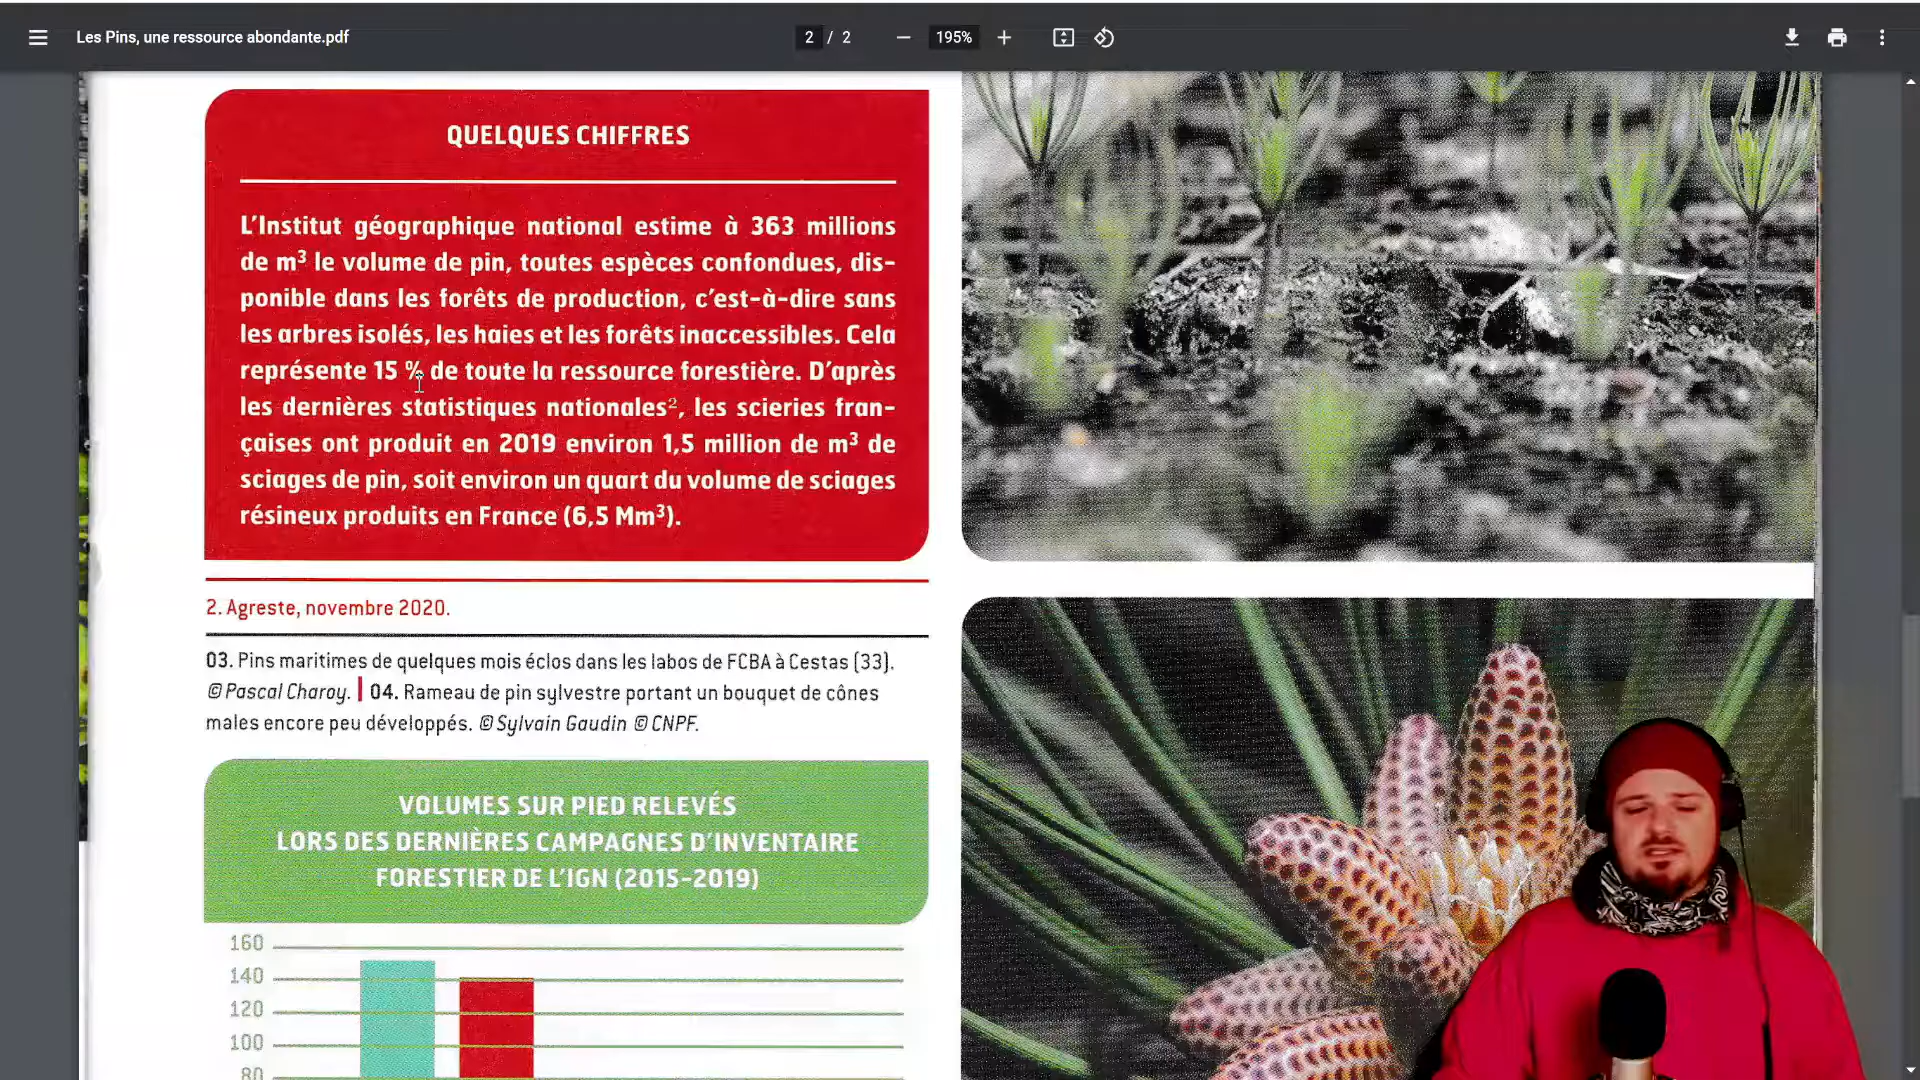 Les Pins, une ressource abondante.pdf
2 / 2
195%
QUELQUES CHIFFRES
L'Institut géographique national estime à 363 millions
de m³ le volume de pin, toutes espèces confondues, dis-
ponible dans les forêts de production, c'est-à-dire sans
les arbres isolés, les haies et les forêts inaccessibles. Cela
représente 15 % de toute la ressource forestière. D'après
les dernières statistiques nationales², les scieries fran-
çaises ont produit en 2019 environ 1,5 million de m³ de
sciages de pin, soit environ un quart du volume de sciages
résineux produits en France (6,5 Mm³).
2. Agreste, novembre 2020.
03. Pins maritimes de quelques mois éclos dans les labos de FCBA à Cestas (33).
© Pascal Charoy. | 04. Rameau de pin sylvestre portant un bouquet de cônes
males encore peu développés. © Sylvain Gaudin © CNPF.
VOLUMES SUR PIED RELEVÉS
LORS DES DERNIÈRES CAMPAGNES D'INVENTAIRE
FORESTIER DE L'IGN (2015-2019)
160
140
120
100
80